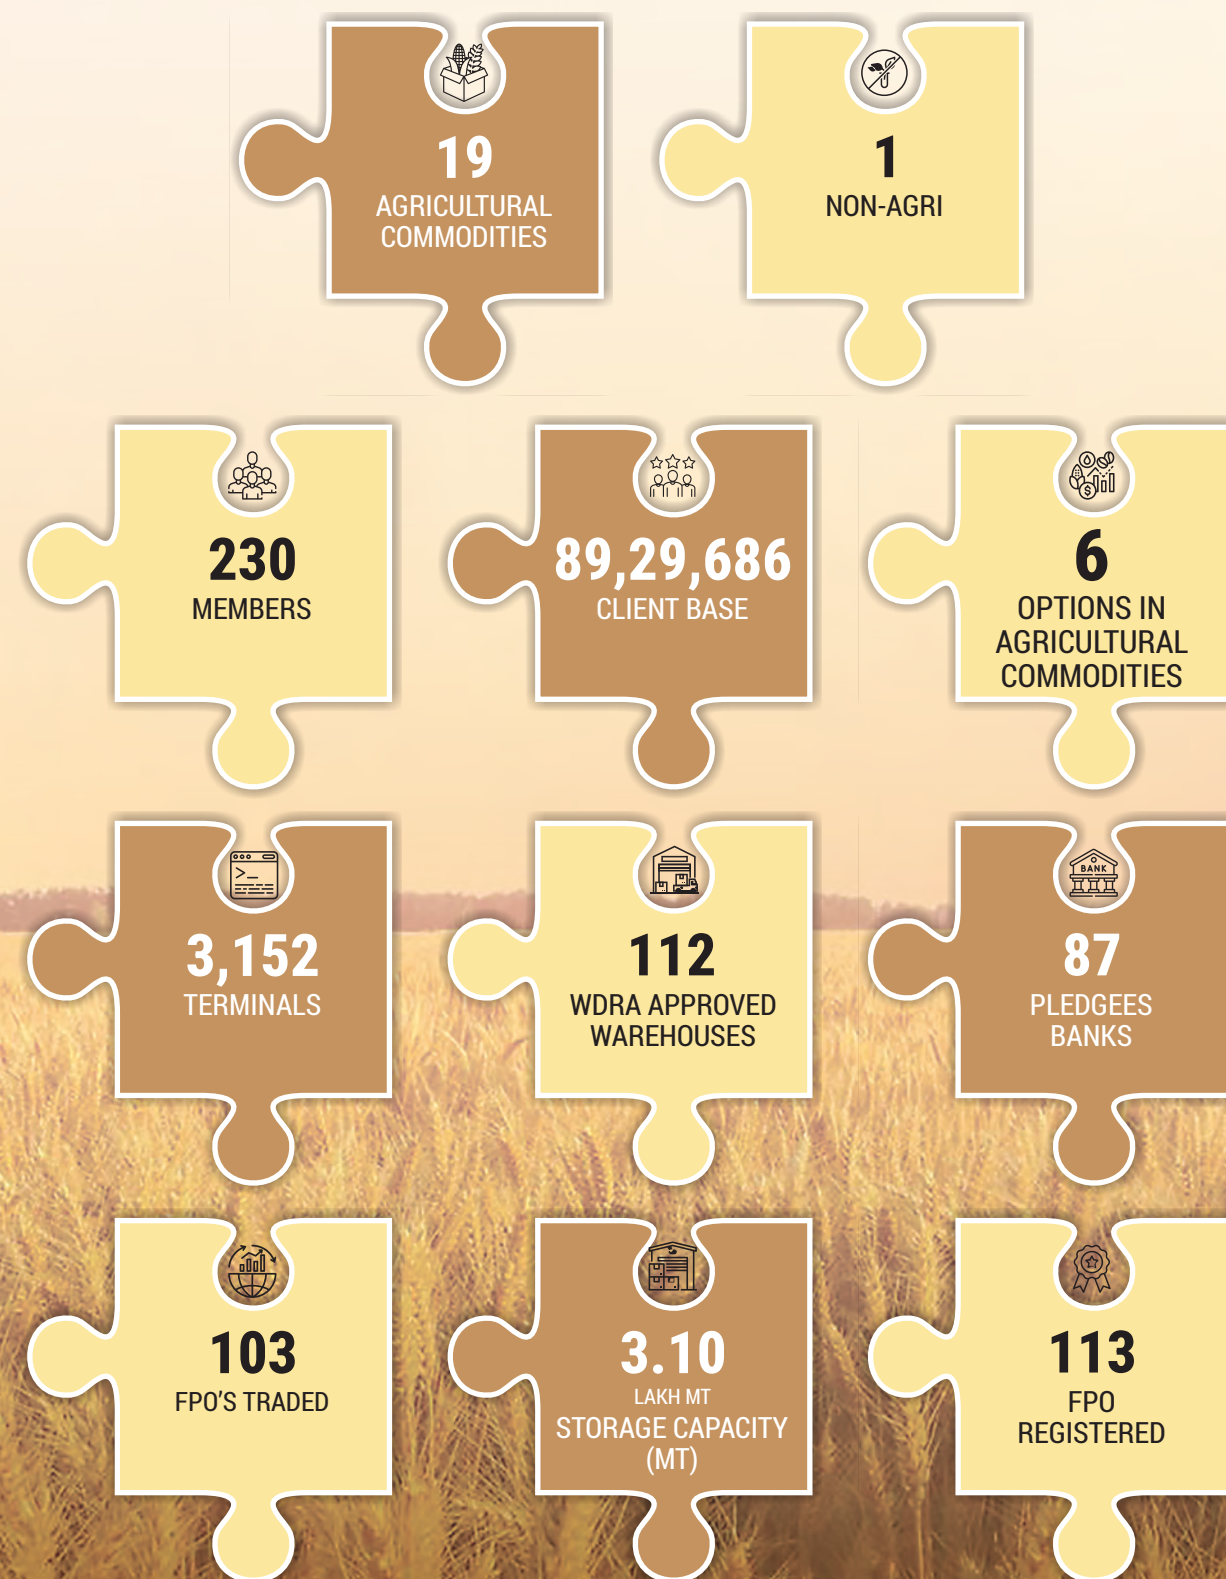 19
AGRICULTURAL
COMMODITIES
1
NON-AGRI
230
MEMBERS
89,29,686
CLIENT BASE
6
OPTIONS IN
AGRICULTURAL
COMMODITIES
3,152
TERMINALS
112
WDRA APPROVED
WAREHOUSES
BANK
87
PLEDGEES
BANKS
103
FPO'S TRADED
3.10
LAKH MT
STORAGE CAPACITY
(MT)
113
FPO
REGISTERED